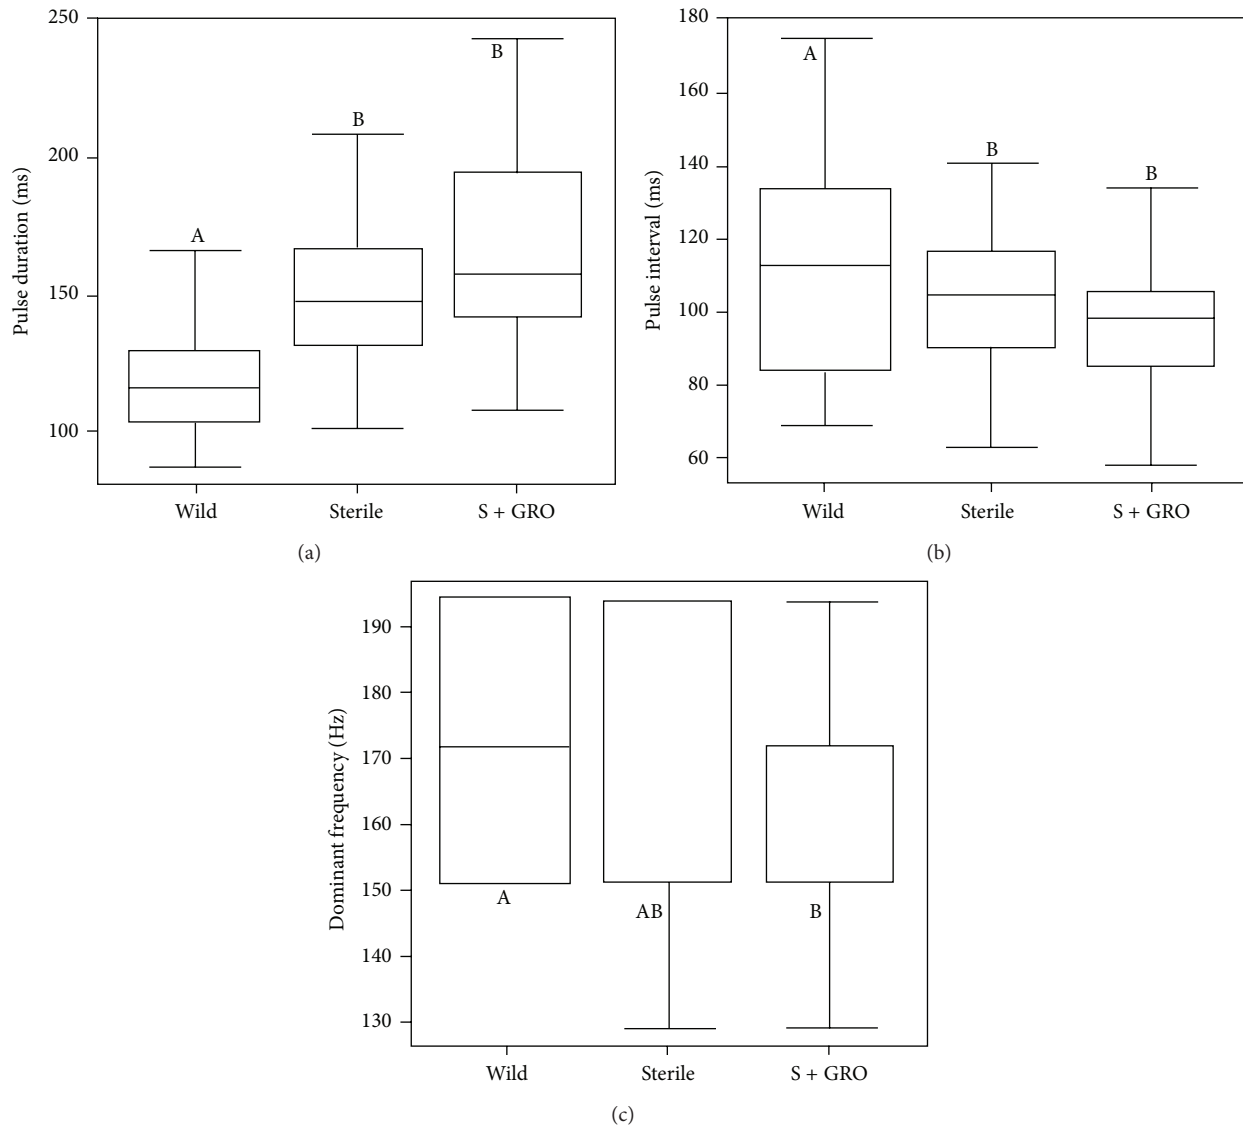 250
200
150
100
Pulse duration (ms)
A
B
B
Wild
Sterile
S + GRO
(a)
180
160
140
120
100
80
60
Pulse interval (ms)
A
B
B
Wild
Sterile
S + GRO
(b)
190
180
170
160
150
140
130
Dominant frequency (Hz)
A
AB
B
Wild
Sterile
S + GRO
(c)